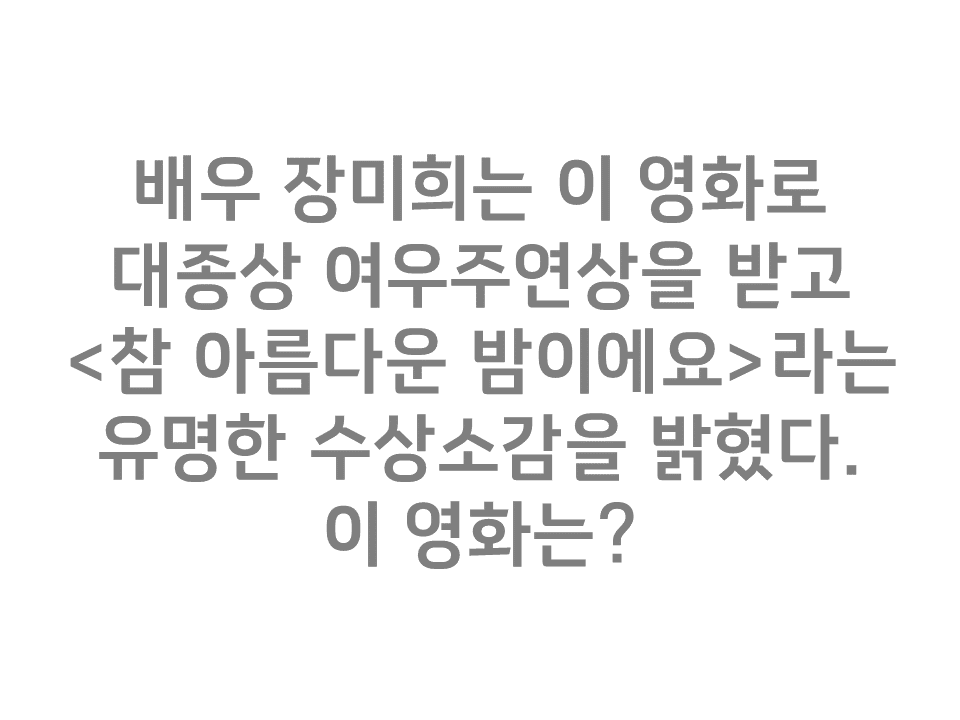 배우 장미희는 이 영화로
대종상 여우주연상을 받고
<참 아름다운 밤이에요>라는
유명한 수상소감을 밝혔다.
이 영화는?